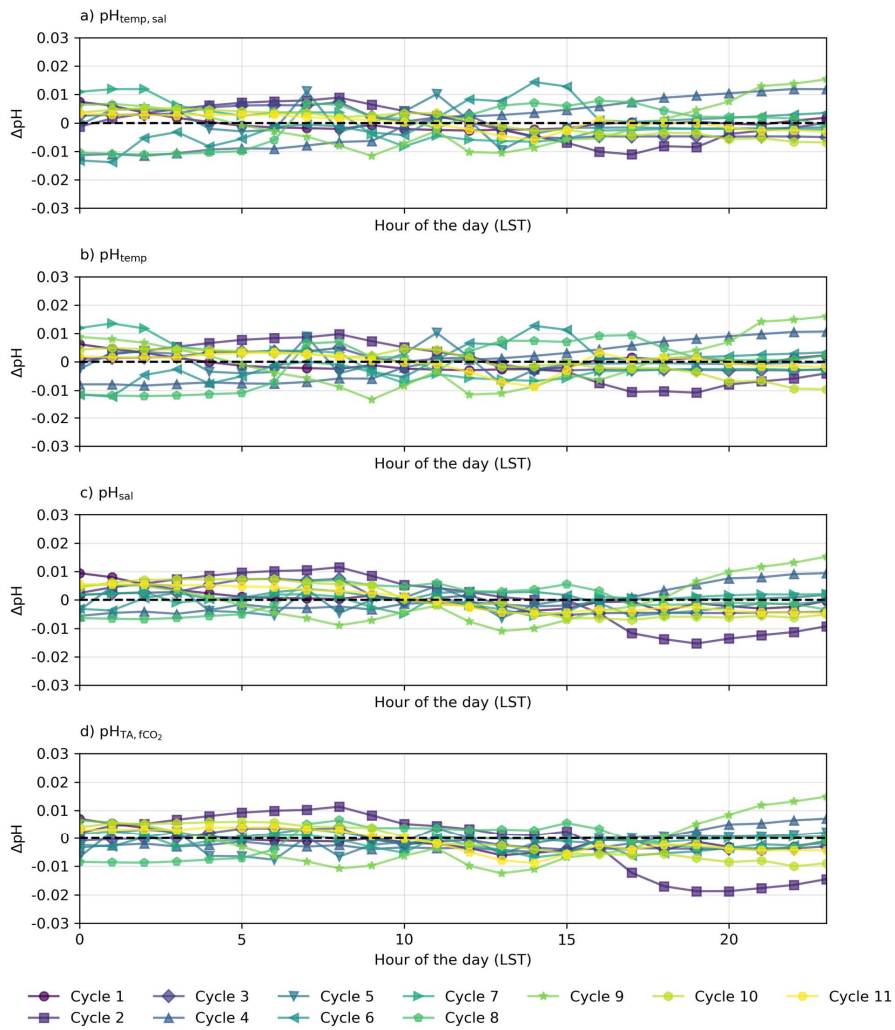 a) pH_temp, sal
0.03
0.02
0.01
0
-0.01
-0.02
-0.03
ΔpH
Hour of the day (LST)
b) pH_temp
0.03
0.02
0.01
0
-0.01
-0.02
-0.03
ΔpH
Hour of the day (LST)
c) pH_sal
0.03
0.02
0.01
0
-0.01
-0.02
-0.03
ΔpH
Hour of the day (LST)
d) pH_TA, fCO₂
0.03
0.02
0.01
0
-0.01
-0.02
-0.03
ΔpH
0 5 10 15 20
Hour of the day (LST)
Cycle 1 Cycle 3 Cycle 5 Cycle 7 Cycle 9 Cycle 10 Cycle 11
Cycle 2 Cycle 4 Cycle 6 Cycle 8